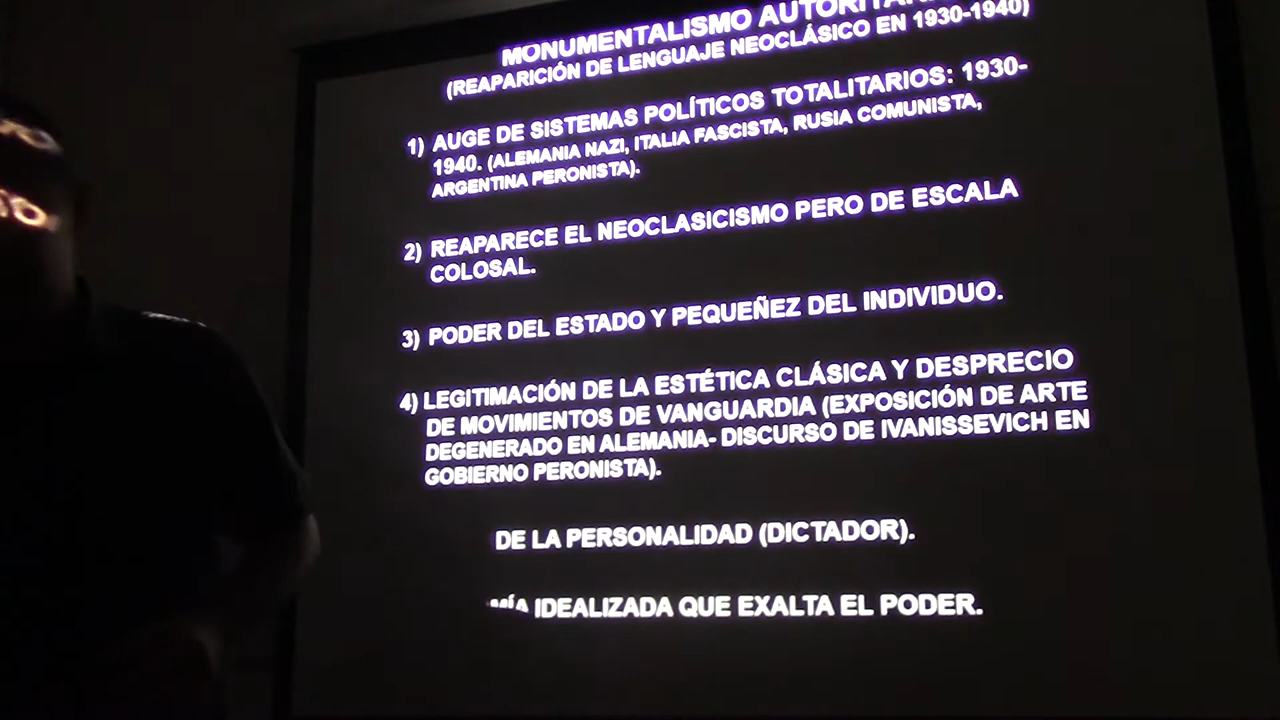 MONUMENTALISMO
(REAPARICIÓN DE LENGUAJE NEOCLÁSICO EN 1930-1940)
1) AUGE DE SISTEMAS POLÍTICOS TOTALITARIOS: 1930-
1940. (ALEMANIA NAZI, ITALIA FASCISTA, RUSIA COMUNISTA,
ARGENTINA PERONISTA).
2) REAPARECE EL NEOCLASICISMO PERO DE ESCALA
COLOSAL.
3) PODER DEL ESTADO Y PEQUEÑEZ DEL INDIVIDUO.
4) LEGITIMACIÓN DE LA ESTÉTICA CLÁSICA Y DESPRECIO
DE MOVIMIENTOS DE VANGUARDIA (EXPOSICIÓN DE ARTE
DEGENERADO EN ALEMANIA- DISCURSO DE IVANISSEVICH EN
GOBIERNO PERONISTA).
DE LA PERSONALIDAD (DICTADOR).
IDEALIZADA QUE EXALTA EL PODER.